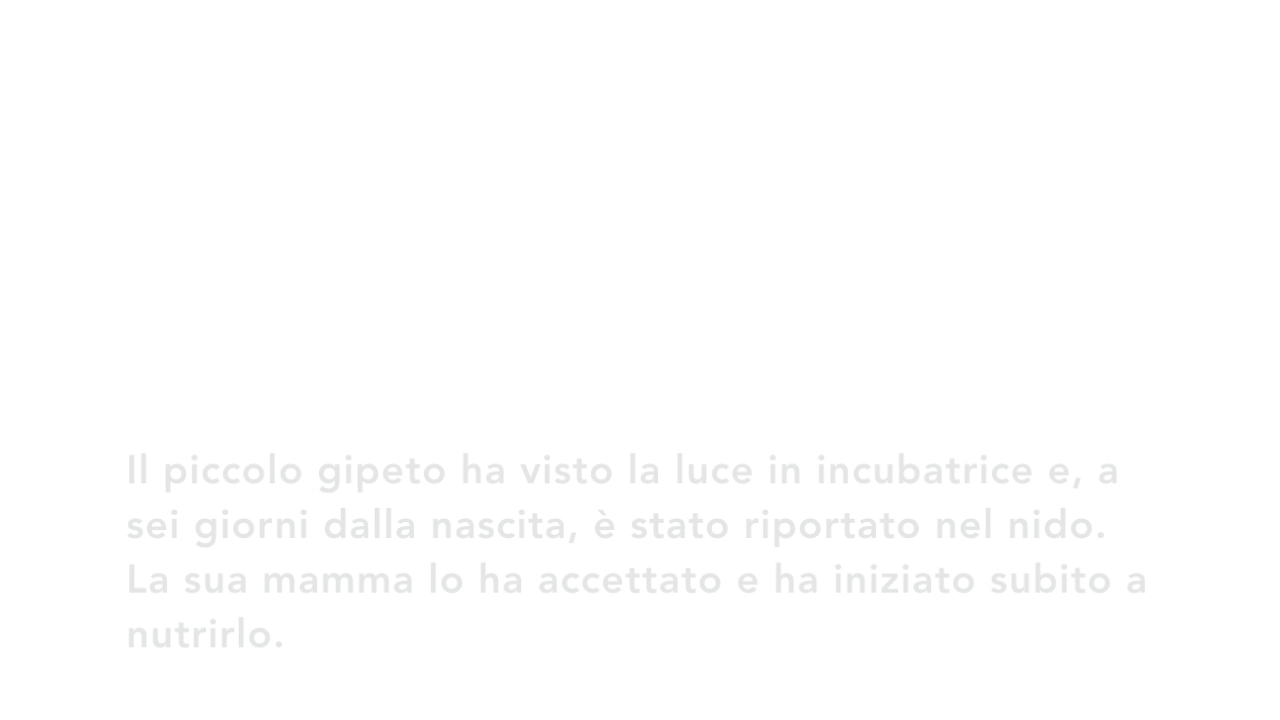 Il piccolo gipeto ha visto la luce in incubatrice e, a
sei giorni dalla nascita, è stato riportato nel nido.
La sua mamma lo ha accettato e ha iniziato subito a
nutrirlo.